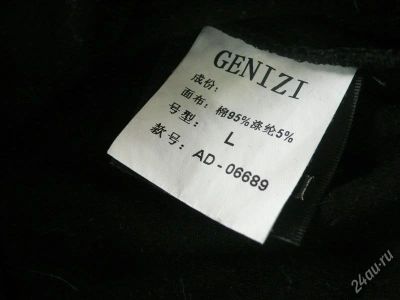 GENIZI
成份:
面布: 棉95%涤纶5%
号型: L
款号: AD-06689
24au.ru